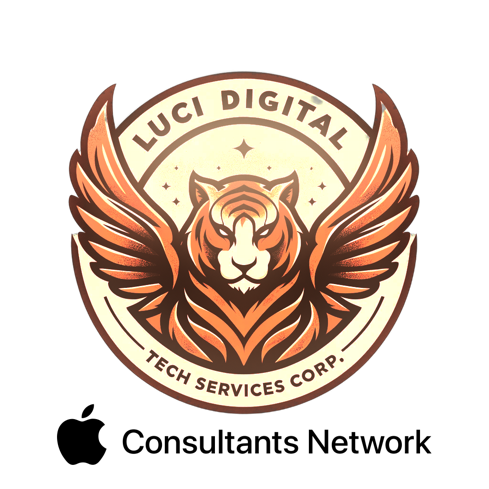 LUCI DIGITAL
TECH SERVICES CORP.
Consultants Network